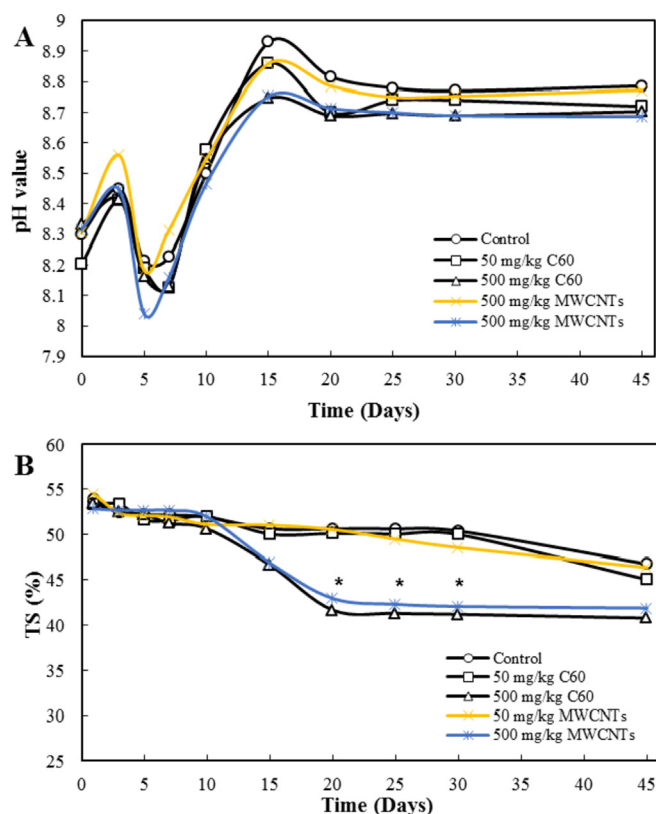 A
9
8.9
8.8
8.7
8.6
8.5
8.4
8.3
8.2
8.1
8
7.9
pH value
Control
50 mg/kg C60
500 mg/kg C60
500 mg/kg MWCNTs
500 mg/kg MWCNTs
0 5 10 15 20 25 30 35 40 45
Time (Days)
B
60
55
50
45
40
35
30
25
TS (%)
* * *
Control
50 mg/kg C60
500 mg/kg C60
50 mg/kg MWCNTs
500 mg/kg MWCNTs
0 5 10 15 20 25 30 35 40 45
Time (Days)